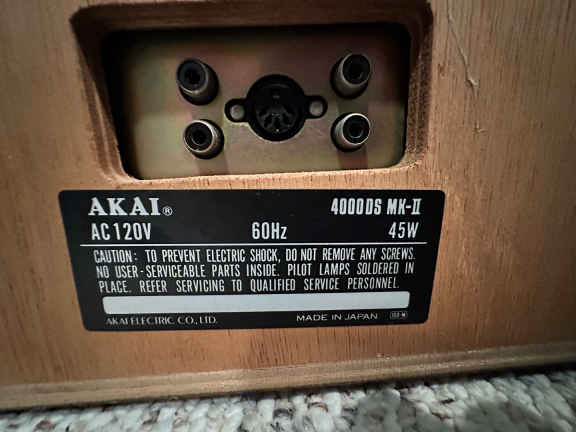 AKAI® 4000DS MK-II
AC 120V 60Hz 45W
CAUTION: TO PREVENT ELECTRIC SHOCK, DO NOT REMOVE ANY SCREWS.
NO USER-SERVICEABLE PARTS INSIDE. PILOT LAMPS SOLDERED IN
PLACE. REFER SERVICING TO QUALIFIED SERVICE PERSONNEL.
AKAI ELECTRIC CO., LTD. MADE IN JAPAN